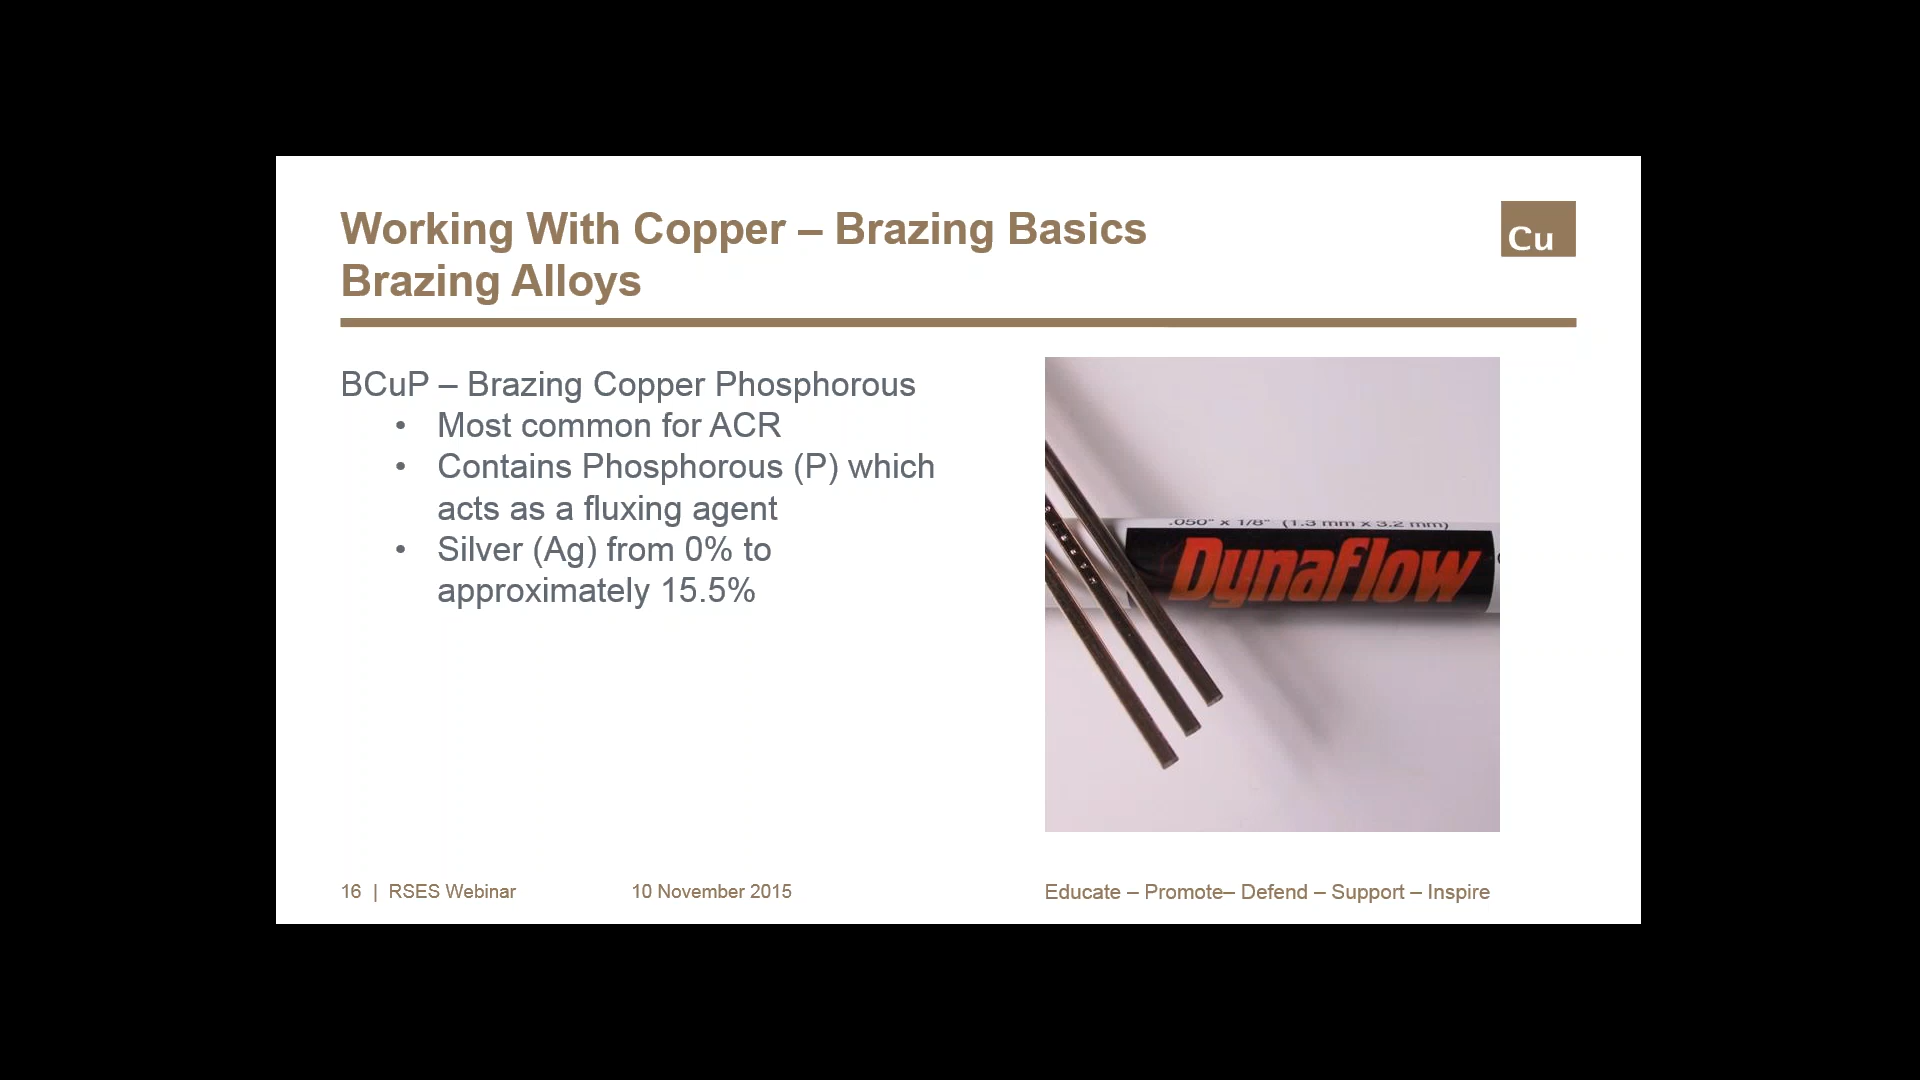 Working With Copper – Brazing Basics
Brazing Alloys
Cu
BCuP – Brazing Copper Phosphorous
• Most common for ACR
• Contains Phosphorous (P) which
acts as a fluxing agent
• Silver (Ag) from 0% to
approximately 15.5%
.050" x 1/8" (1.3 mm x 3.2 mm)
Dynaflow
16 | RSES Webinar
10 November 2015
Educate – Promote– Defend – Support – Inspire